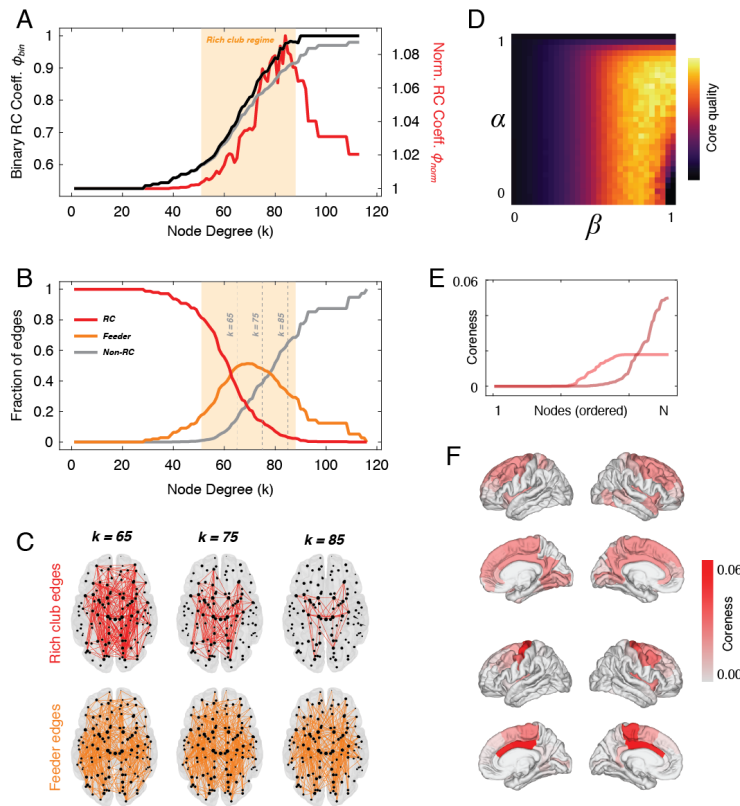 A
Rich club regime
Binary RC Coeff. ϕbin
Norm. RC Coeff. ϕnorm
1
0.9
0.8
0.7
0.6
1.08
1.06
1.04
1.02
1
0 20 40 60 80 100 120
Node Degree (k)
B
Fraction of edges
1
0.8
0.6
0.4
0.2
0
RC
Feeder
Non-RC
k = 65
k = 75
k = 85
0 20 40 60 80 100 120
Node Degree (k)
C
k = 65 k = 75 k = 85
Rich club edges
Feeder edges
D
1
α
0
0 β 1
Core quality
E
0.06
Coreness
0
1 Nodes (ordered) N
F
0.06
Coreness
0.00